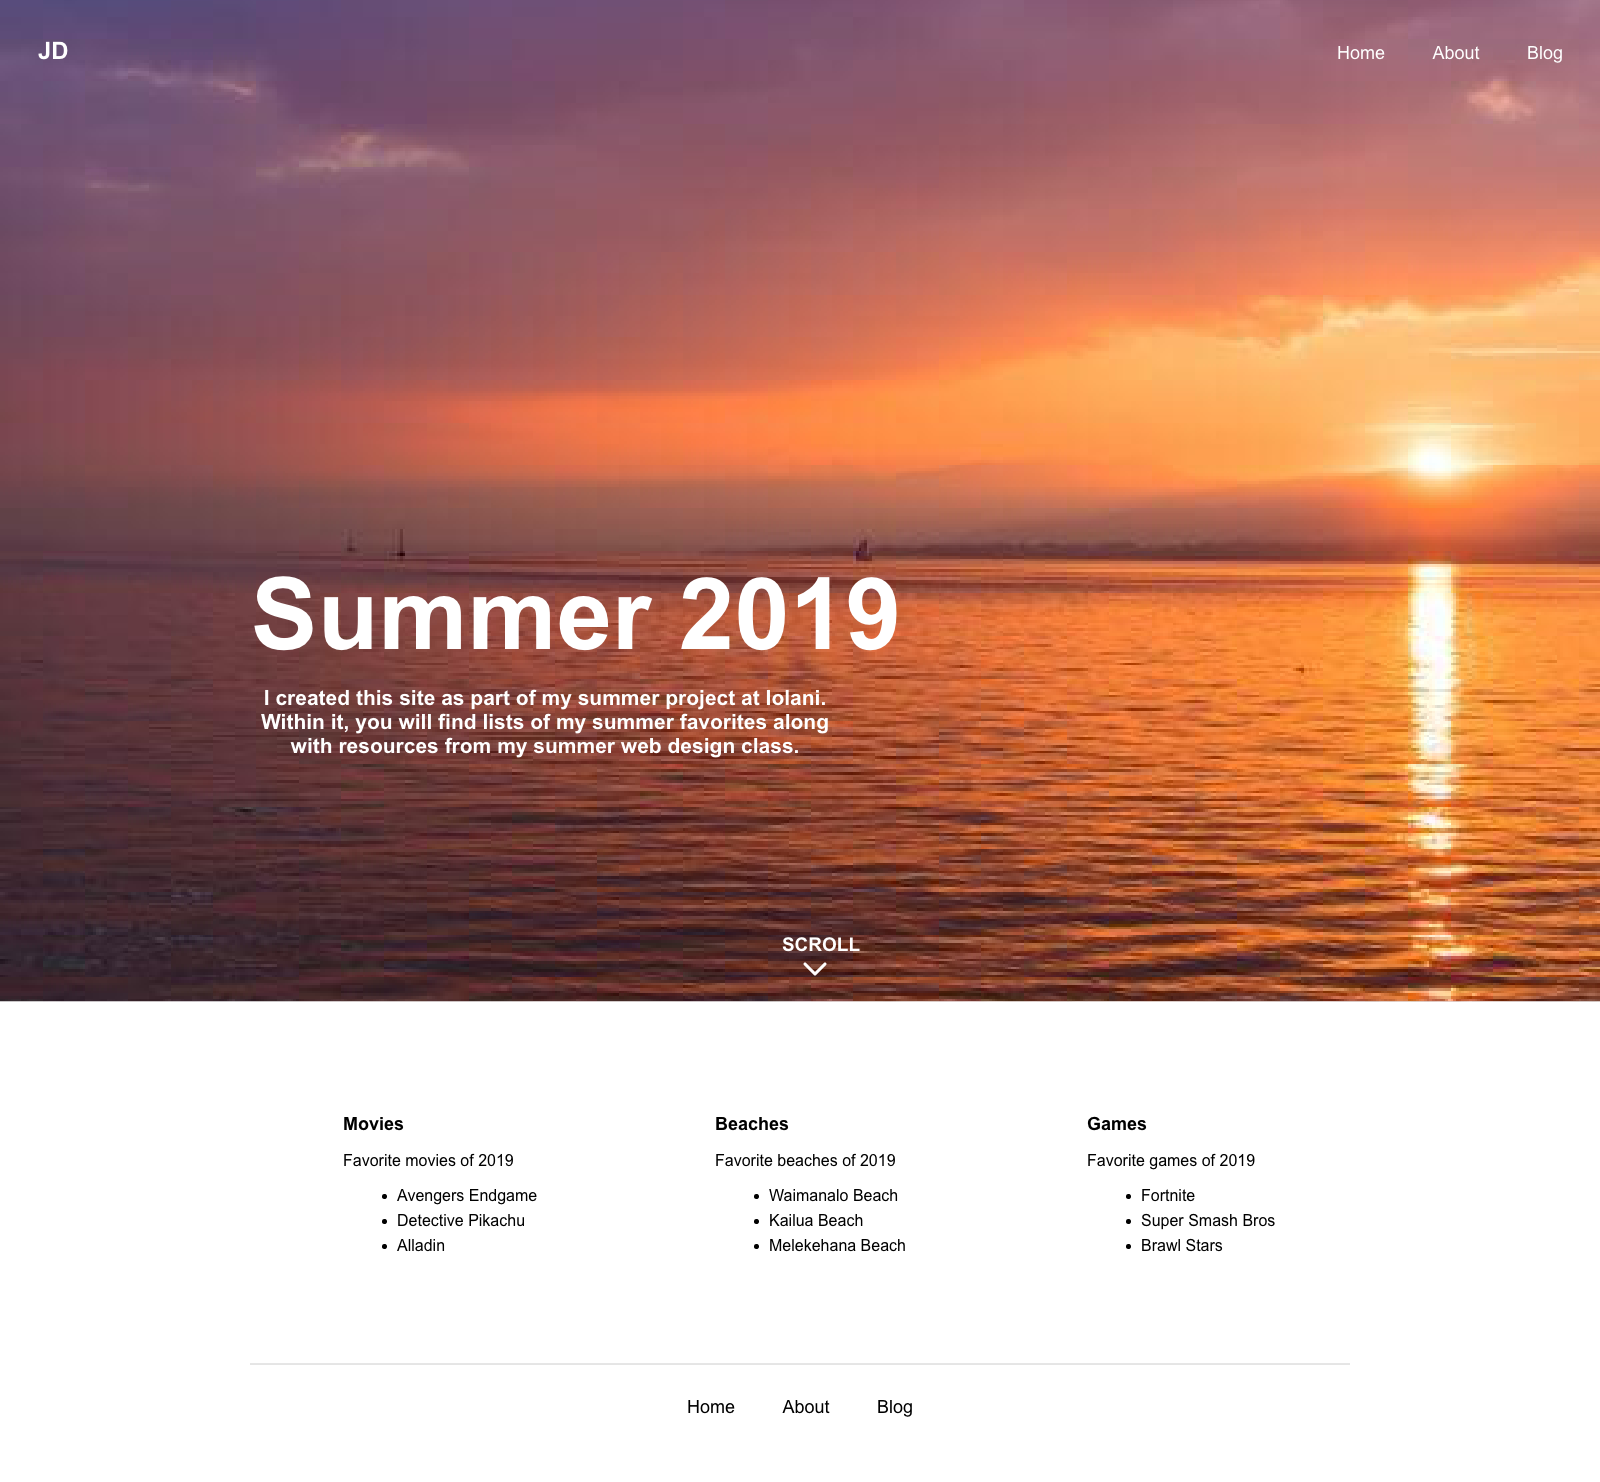 JD
Home About Blog
Summer 2019
I created this site as part of my summer project at Iolani.
Within it, you will find lists of my summer favorites along
with resources from my summer web design class.
SCROLL
Movies
Favorite movies of 2019
Avengers Endgame
Detective Pikachu
Alladin
Beaches
Favorite beaches of 2019
Waimanalo Beach
Kailua Beach
Melekehana Beach
Games
Favorite games of 2019
Fortnite
Super Smash Bros
Brawl Stars
Home About Blog